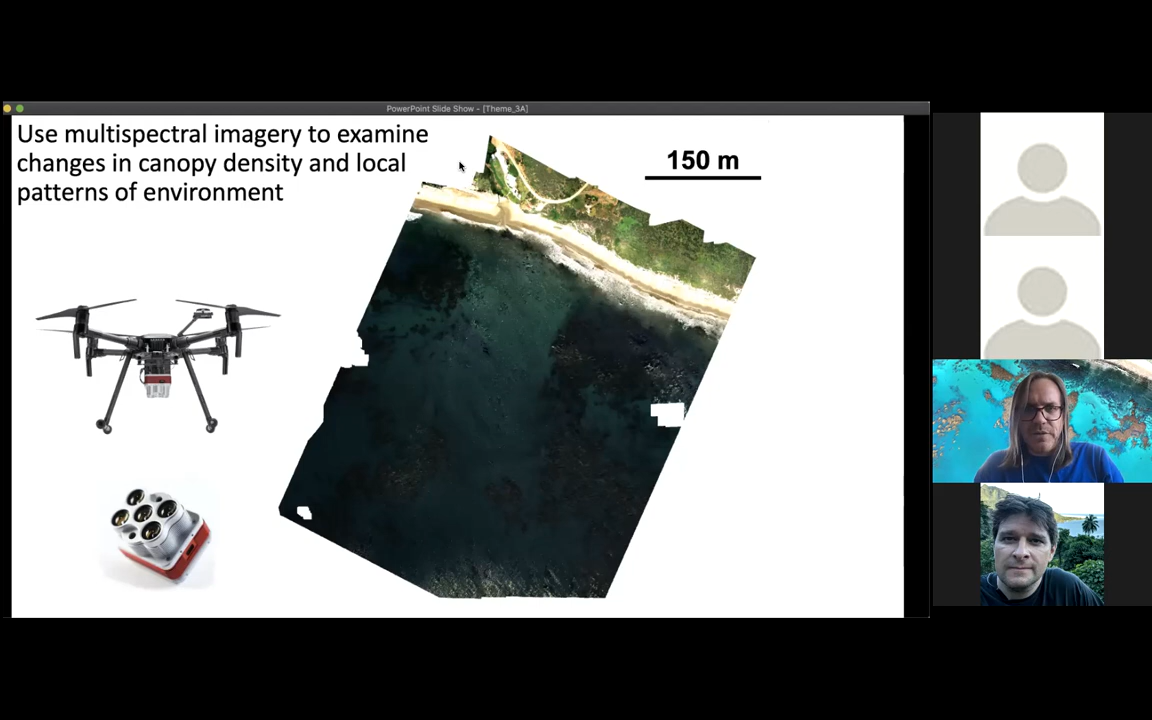 PowerPoint Slide Show - [Theme_3A]
Use multispectral imagery to examine
changes in canopy density and local
patterns of environment
150 m